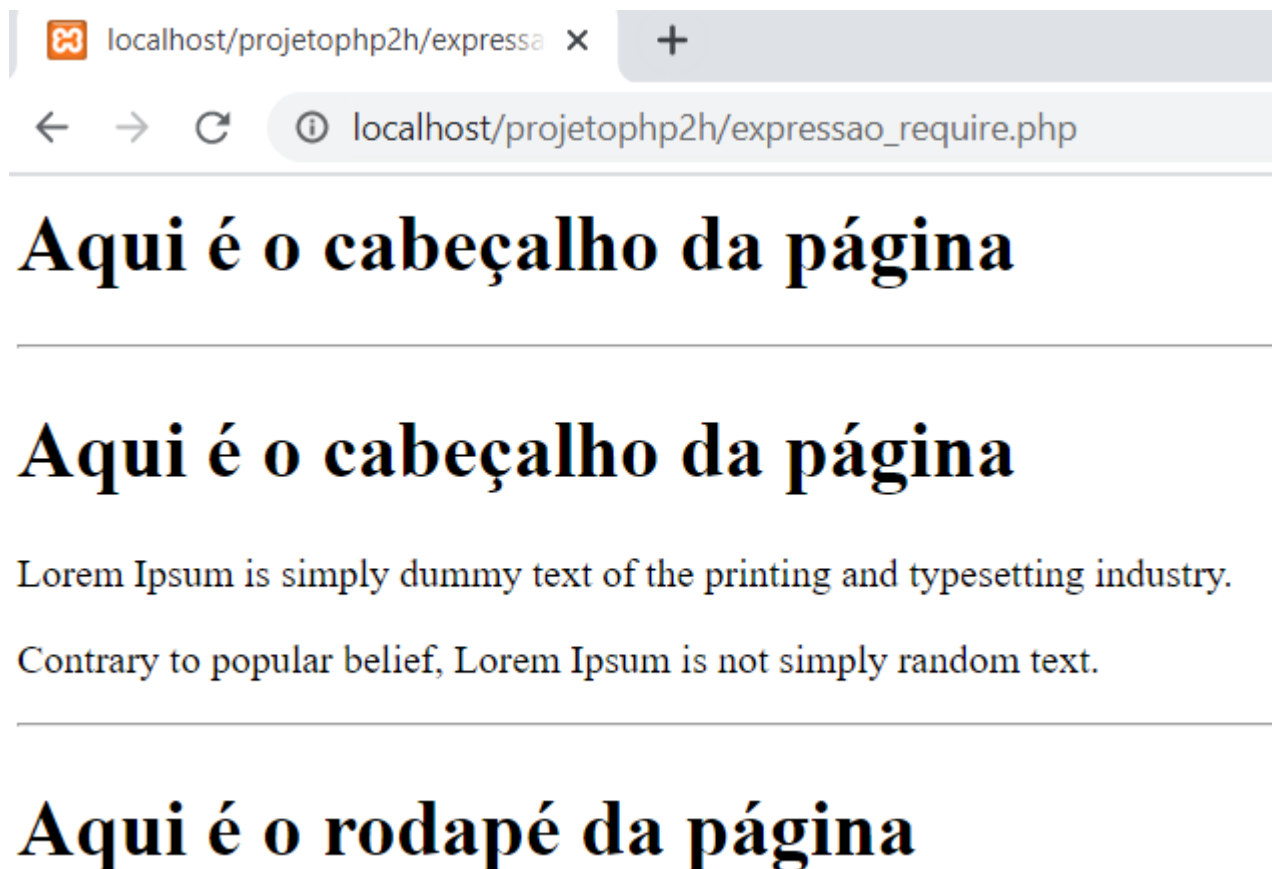 localhost/projetophp2h/expressa
localhost/projetophp2h/expressao_require.php
Aqui é o cabeçalho da página
Aqui é o cabeçalho da página
Lorem Ipsum is simply dummy text of the printing and typesetting industry.
Contrary to popular belief, Lorem Ipsum is not simply random text.
Aqui é o rodapé da página